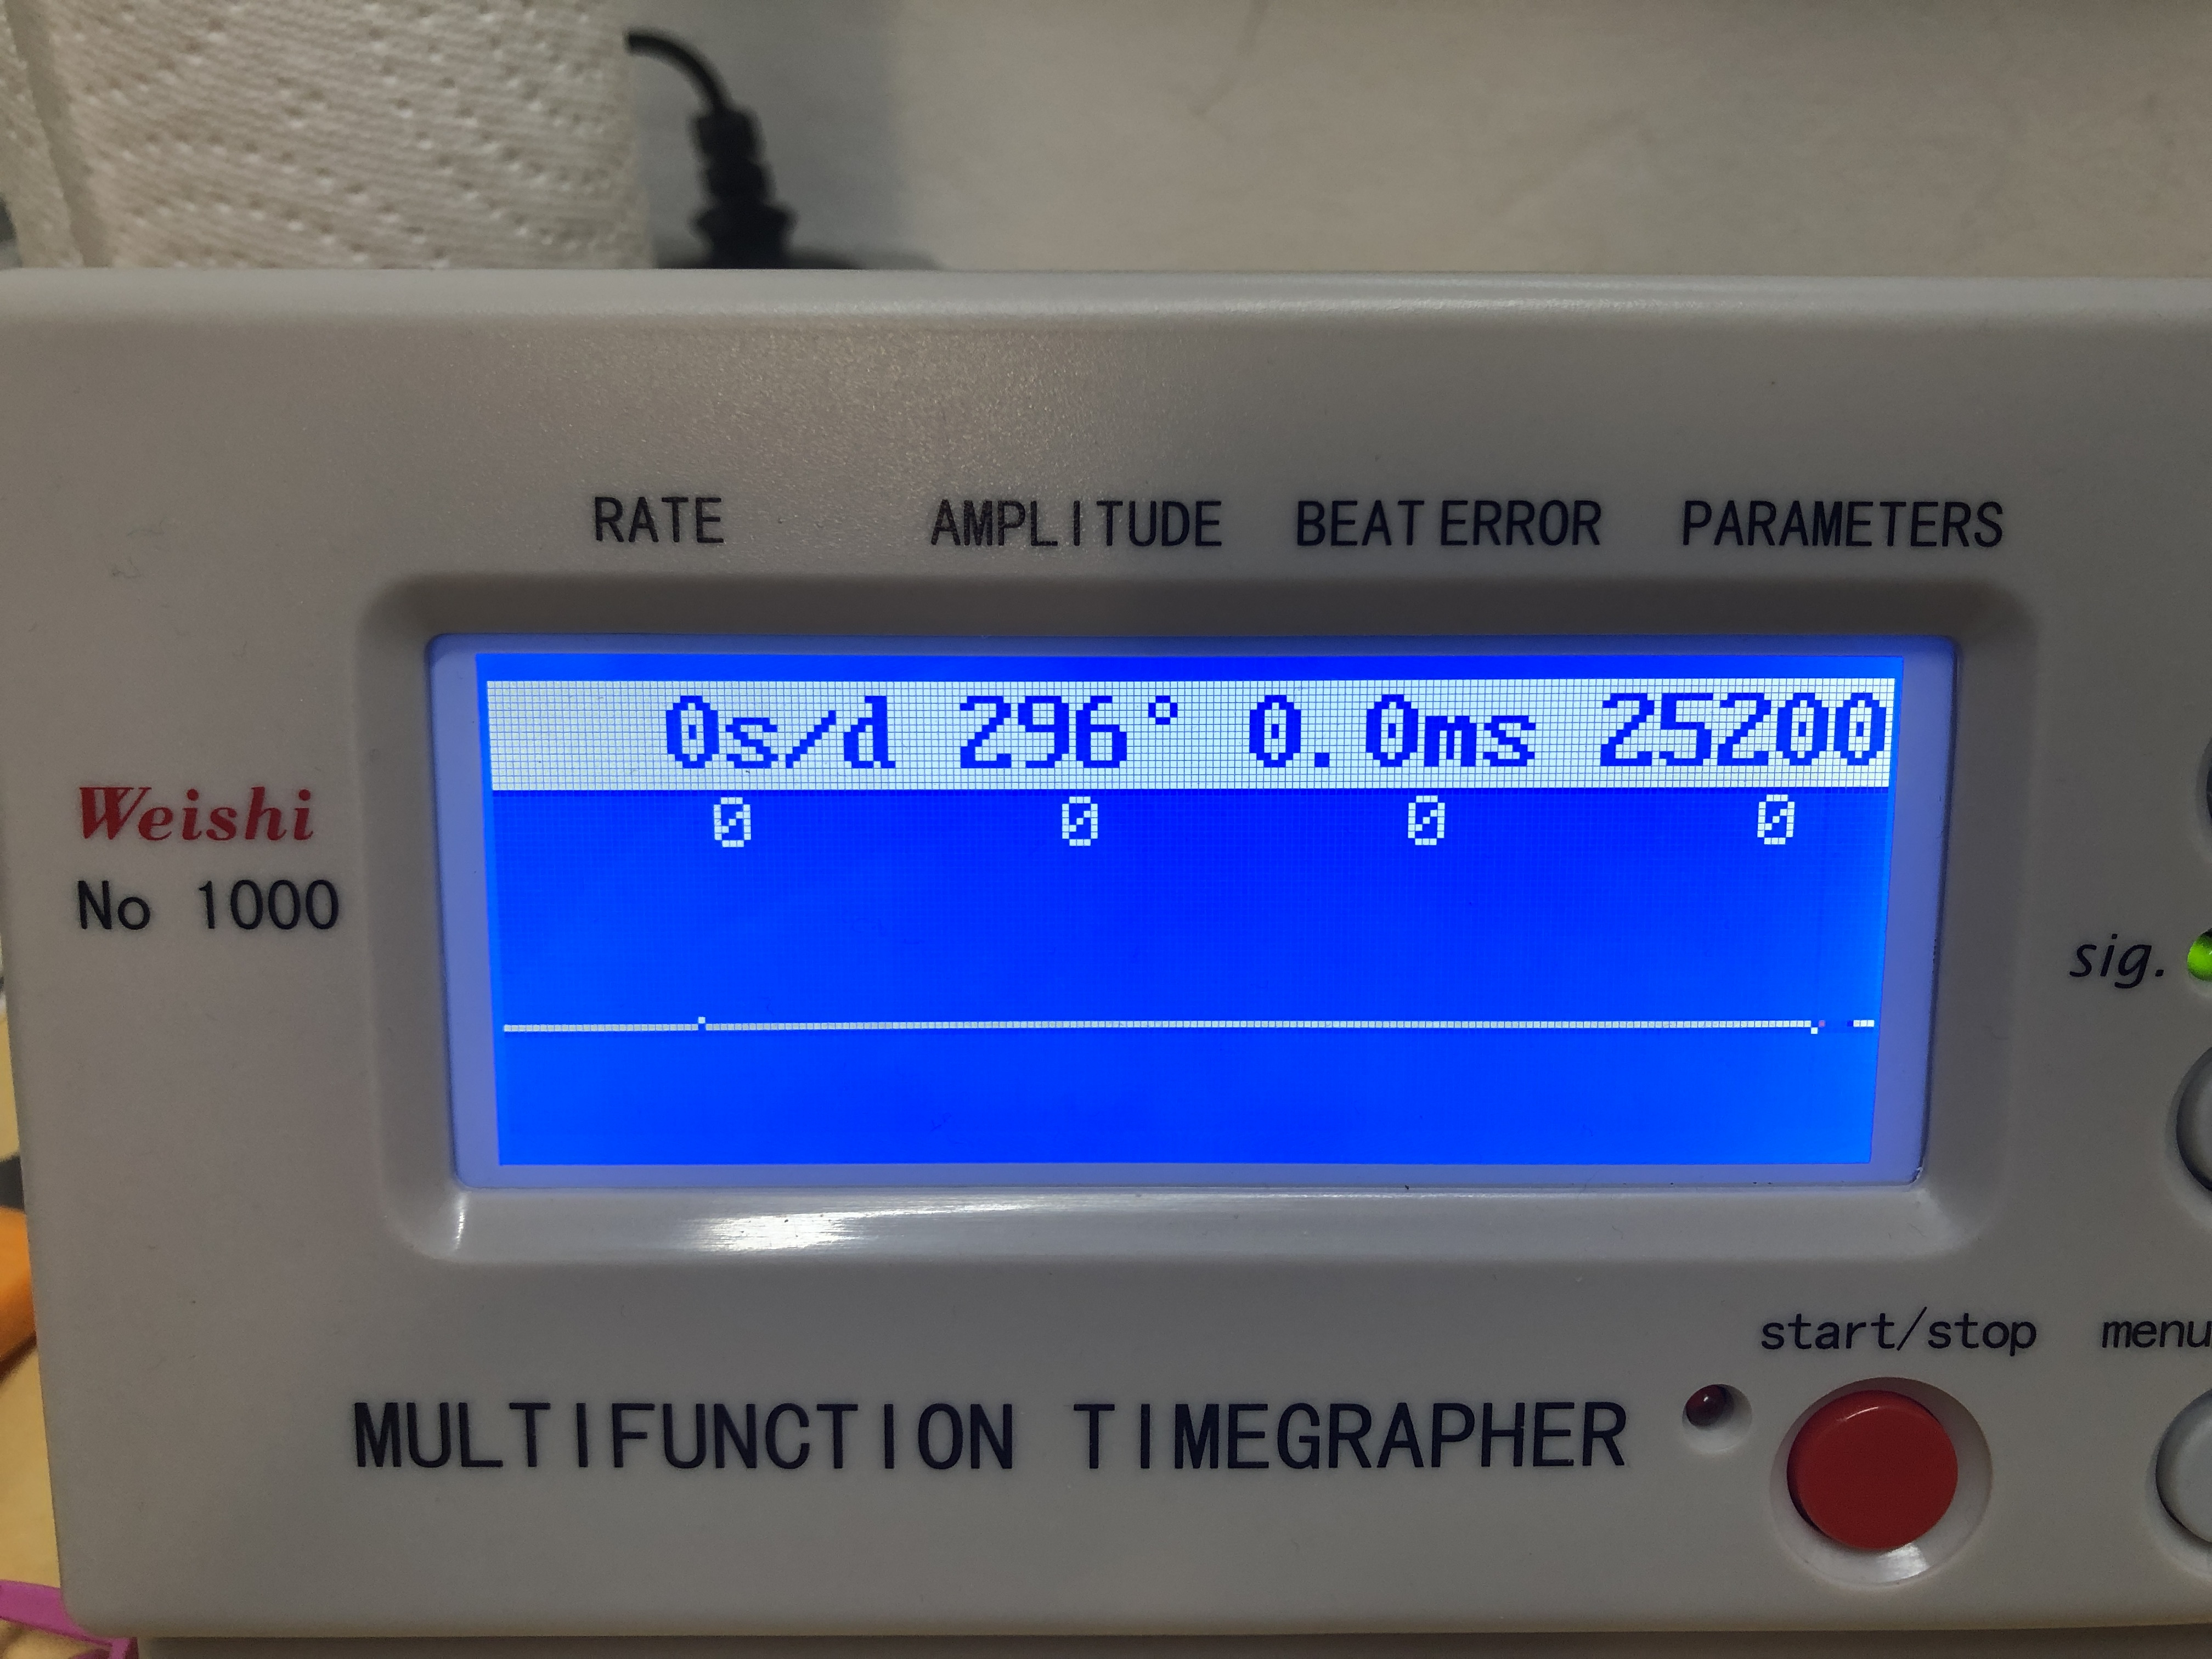 RATE AMPLITUDE BEAT ERROR PARAMETERS
0s/d 296° 0.0ms 25200
0 0 0 0
Weishi
No 1000
sig.
start/stop menu
MULTIFUNCTION TIMEGRAPHER